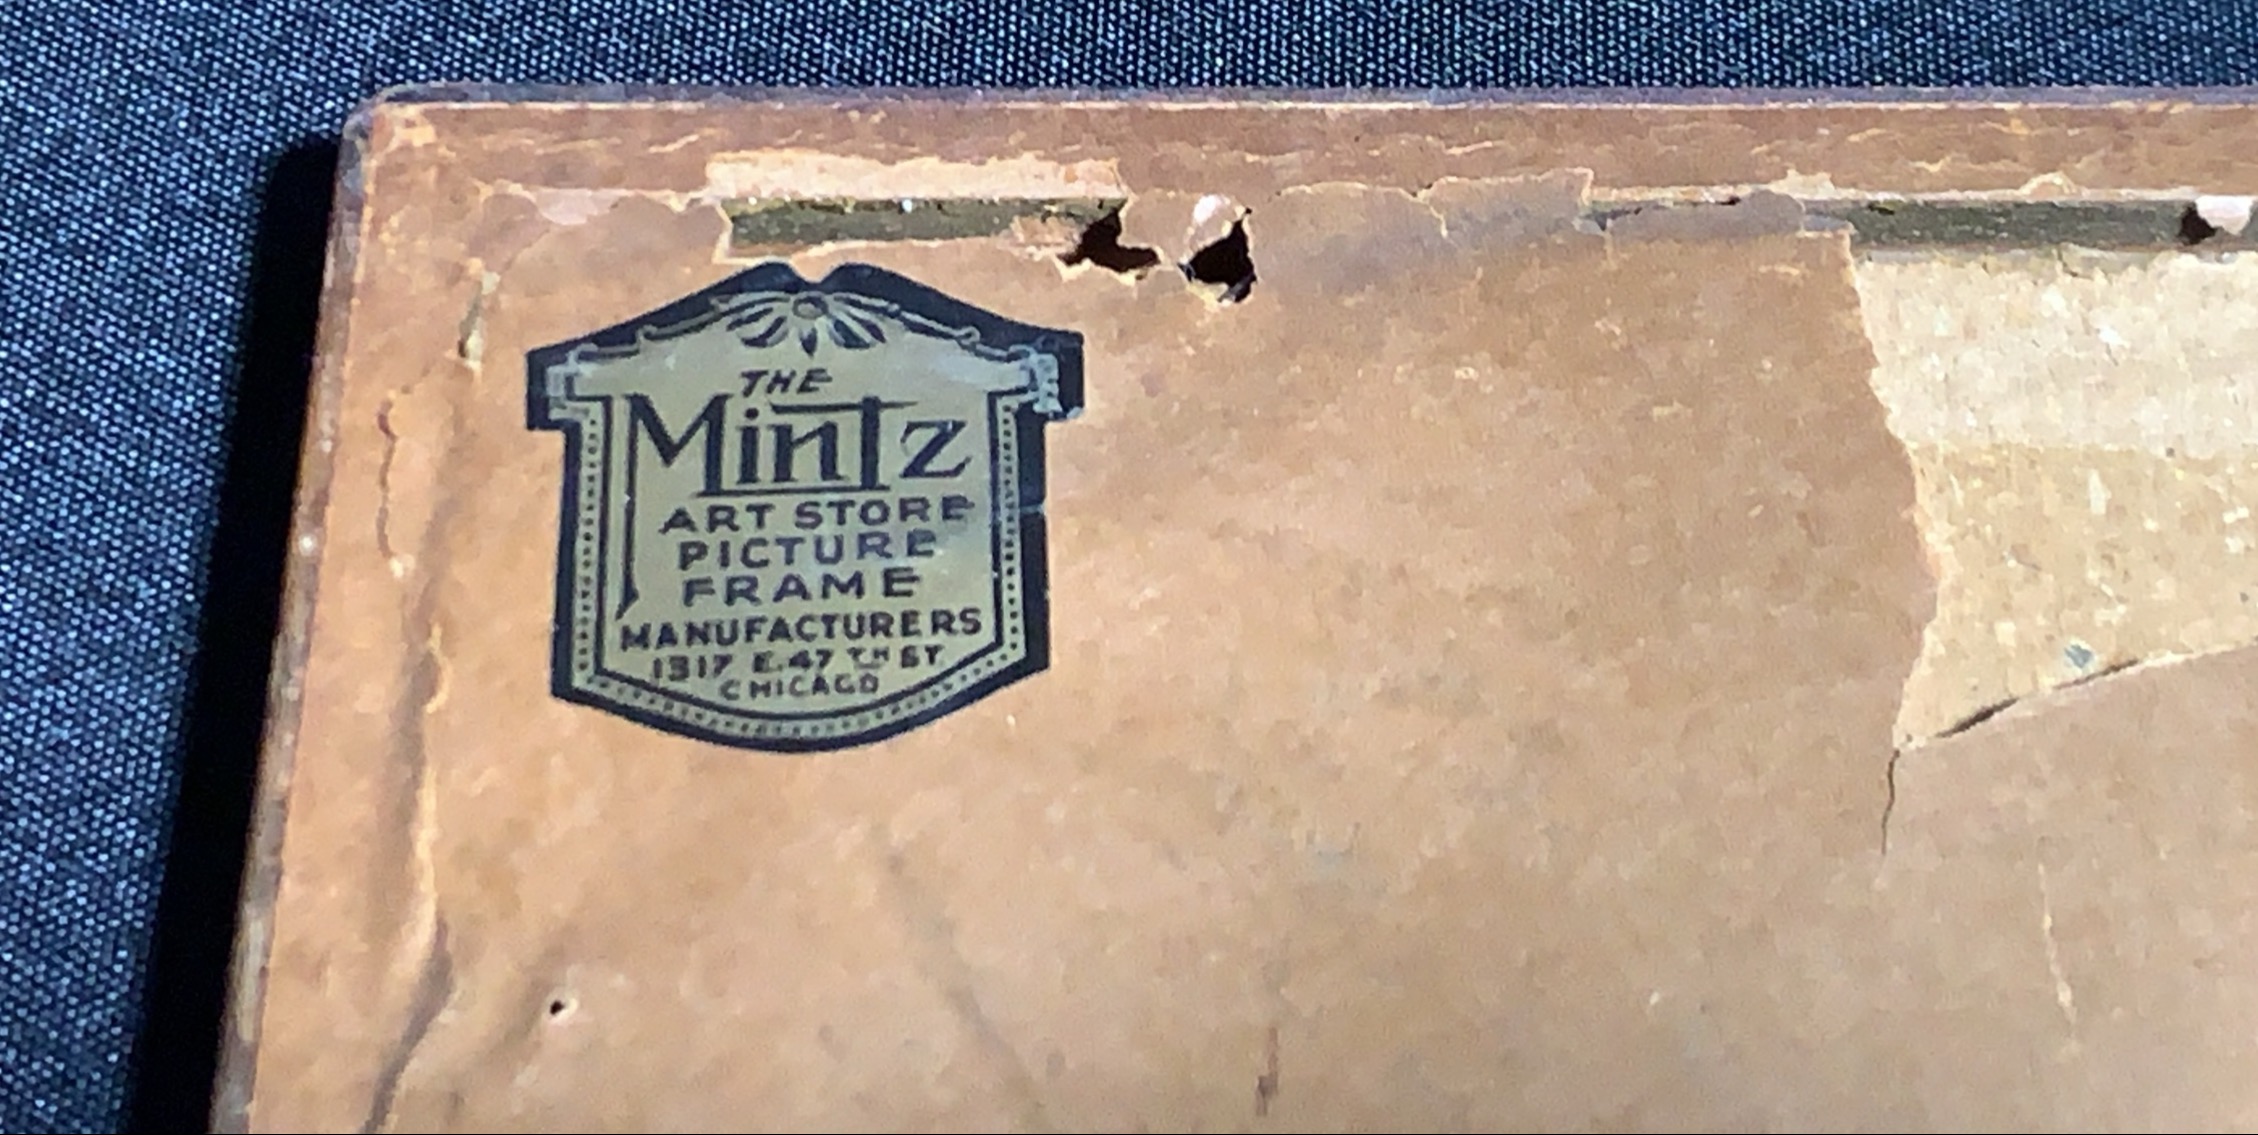 THE
Mintz
ART STORE
PICTURE
FRAME
MANUFACTURERS
1317 E. 47TH ST.
CHICAGO